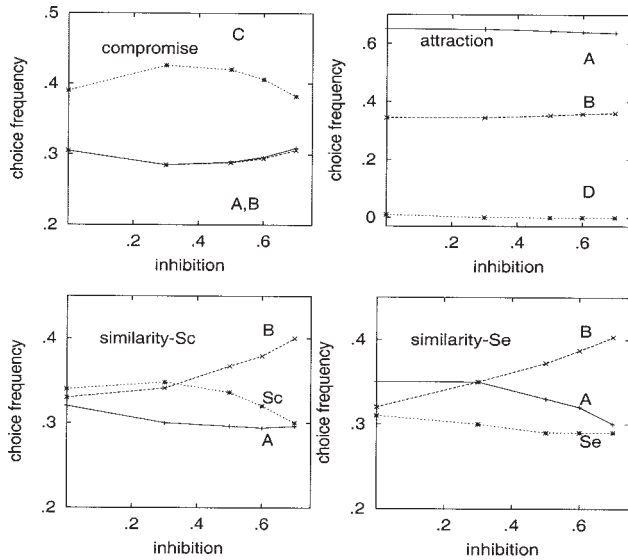 compromise
C
A,B
.5
.4
.3
.2
.2 .4 .6
choice frequency
inhibition
attraction
A
B
D
.6
.4
.2
0
.2 .4 .6
choice frequency
inhibition
similarity-Sc
B
Sc
A
.4
.3
.2
.2 .4 .6
choice frequency
inhibition
similarity-Se
B
A
Se
.4
.3
.2
.2 .4 .6
choice frequency
inhibition